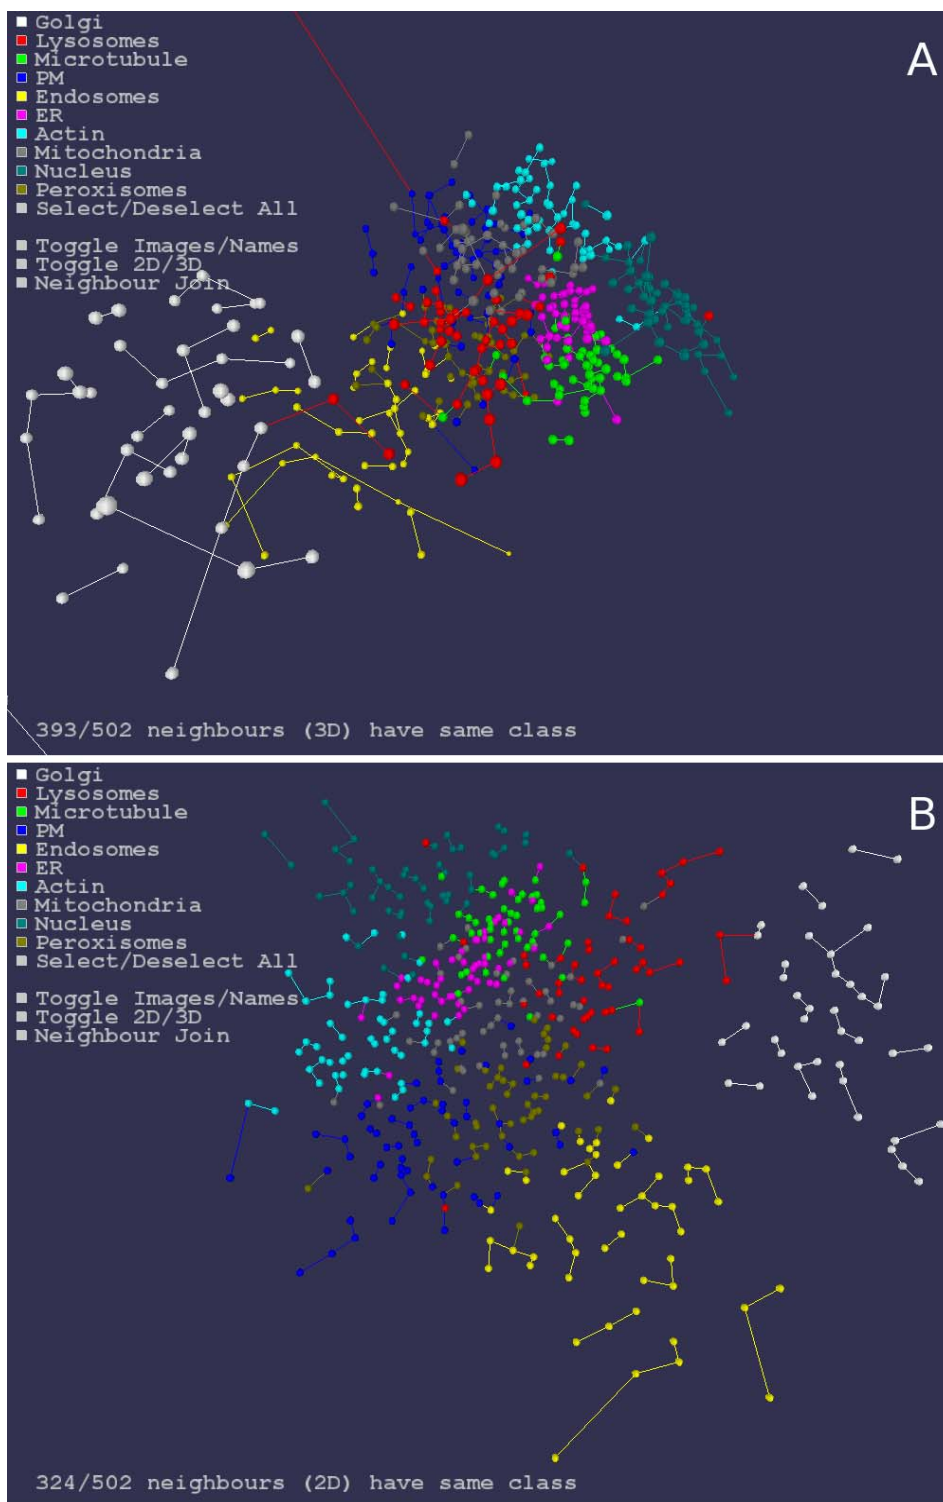 Golgi
Lysosomes
Microtubule
PM
Endosomes
ER
Actin
Mitochondria
Nucleus
Peroxisomes
Select/Deselect All
Toggle Images/Names
Toggle 2D/3D
Neighbour Join
A
393/502 neighbours (3D) have same class
Golgi
Lysosomes
Microtubule
PM
Endosomes
ER
Actin
Mitochondria
Nucleus
Peroxisomes
Select/Deselect All
Toggle Images/Names
Toggle 2D/3D
Neighbour Join
B
324/502 neighbours (2D) have same class